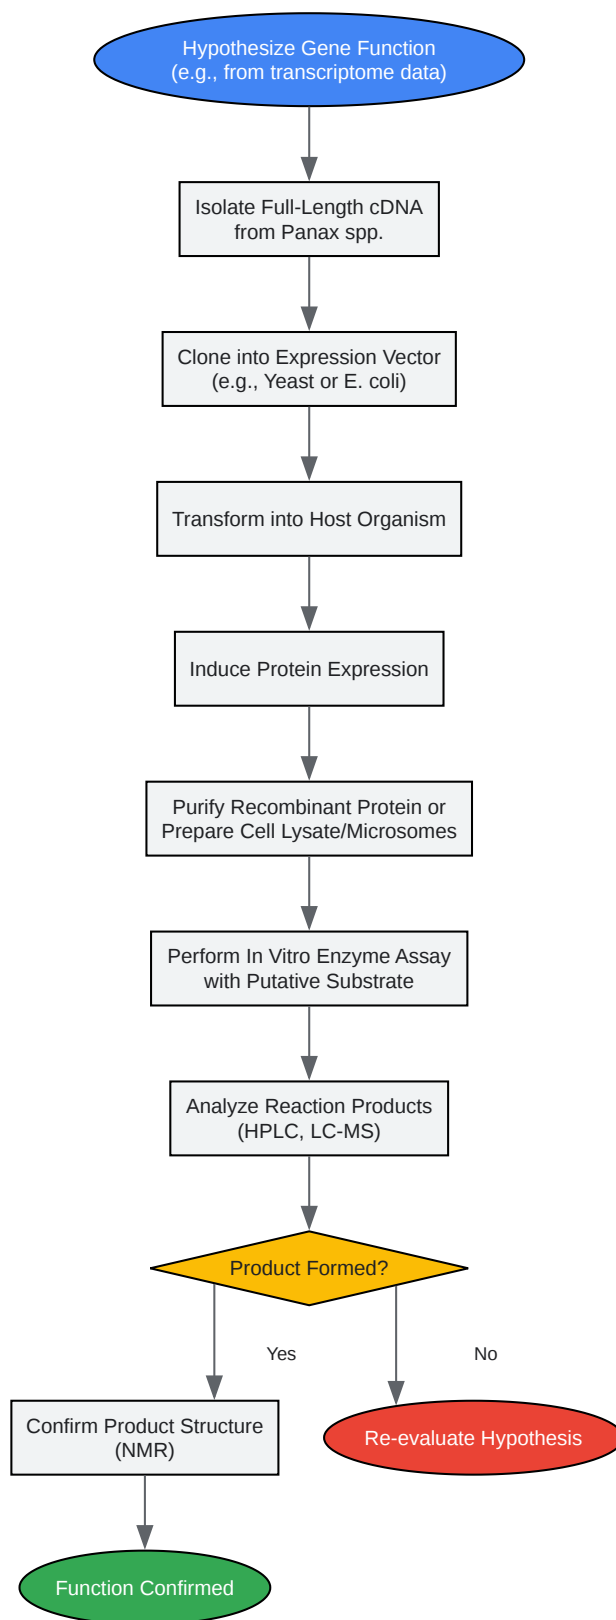 Hypothesize Gene Function
(e.g., from transcriptome data)
Isolate Full-Length cDNA
from Panax spp.
Clone into Expression Vector
(e.g., Yeast or E. coli)
Transform into Host Organism
Induce Protein Expression
Purify Recombinant Protein or
Prepare Cell Lysate/Microsomes
Perform In Vitro Enzyme Assay
with Putative Substrate
Analyze Reaction Products
(HPLC, LC-MS)
Product Formed?
Yes
No
Confirm Product Structure
(NMR)
Re-evaluate Hypothesis
Function Confirmed